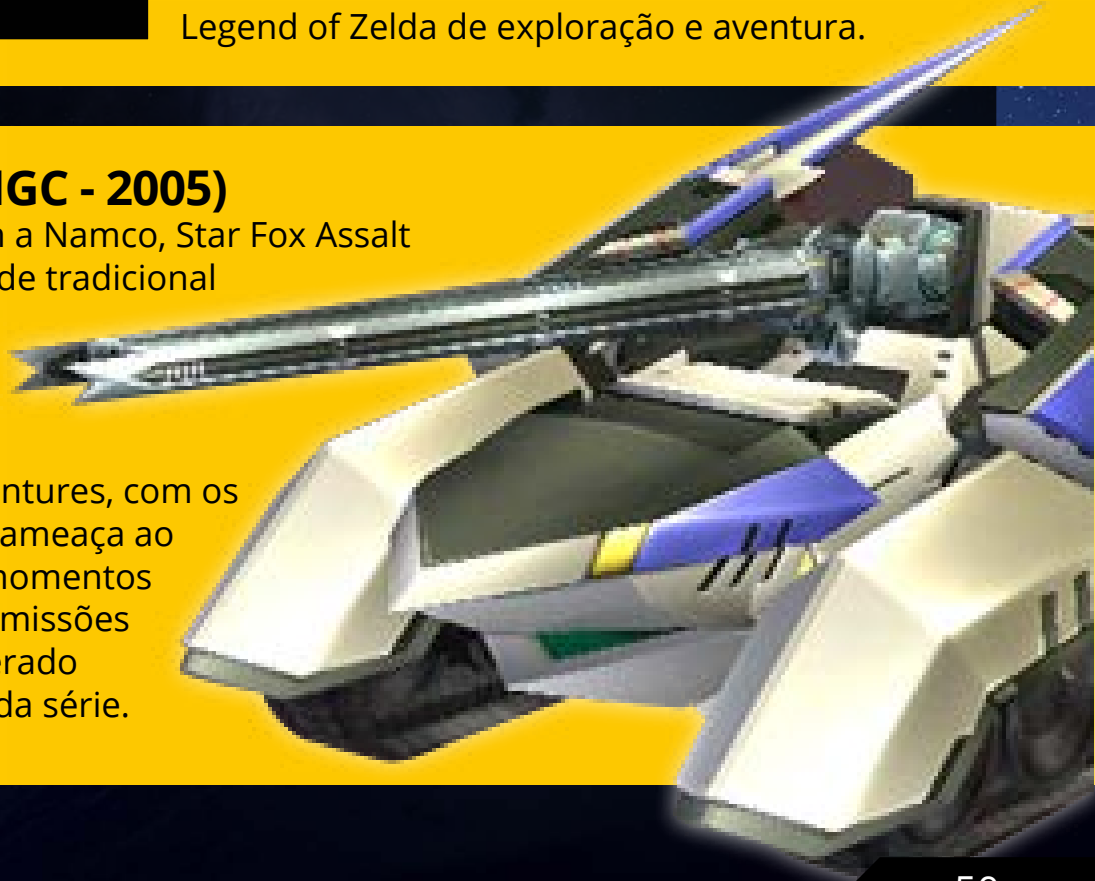 Legend of Zelda de exploração e aventura.
GC - 2005)
a Namco, Star Fox Assalt
de tradicional
ntures, com os
ameaça ao
momentos
missões
erado
da série.